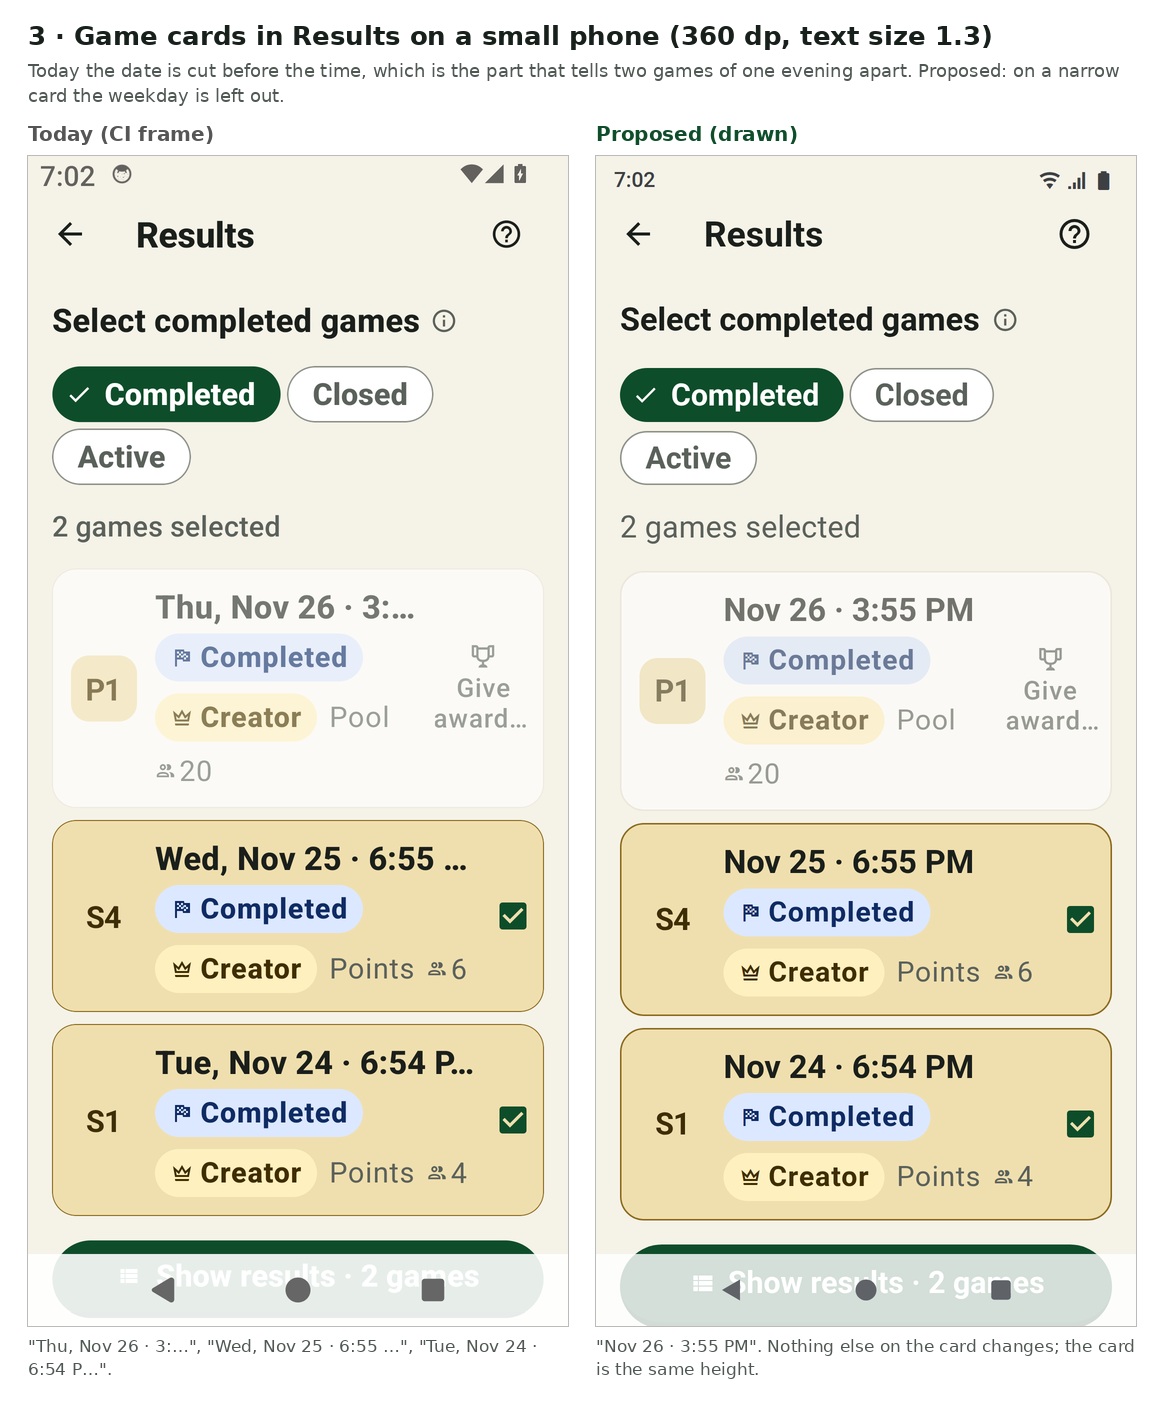 3 · Game cards in Results on a small phone (360 dp, text size 1.3)
Today the date is cut before the time, which is the part that tells two games of one evening apart. Proposed: on a narrow
card the weekday is left out.
Today (CI frame)
7:02
Results
Select completed games
Completed
Closed
Active
2 games selected
Thu, Nov 26 · 3:...
Completed
P1
Give
award...
Creator
Pool
20
Wed, Nov 25 · 6:55 ...
S4
Completed
Creator
Points
6
Tue, Nov 24 · 6:54 P...
S1
Completed
Creator
Points
4
Show results · 2 games
"Thu, Nov 26 · 3:...", "Wed, Nov 25 · 6:55 ...", "Tue, Nov 24 ·
6:54 P...".
Proposed (drawn)
7:02
Results
Select completed games
Completed
Closed
Active
2 games selected
Nov 26 · 3:55 PM
Completed
P1
Give
award...
Creator
Pool
20
Nov 25 · 6:55 PM
S4
Completed
Creator
Points
6
Nov 24 · 6:54 PM
S1
Completed
Creator
Points
4
Show results · 2 games
"Nov 26 · 3:55 PM". Nothing else on the card changes; the card
is the same height.